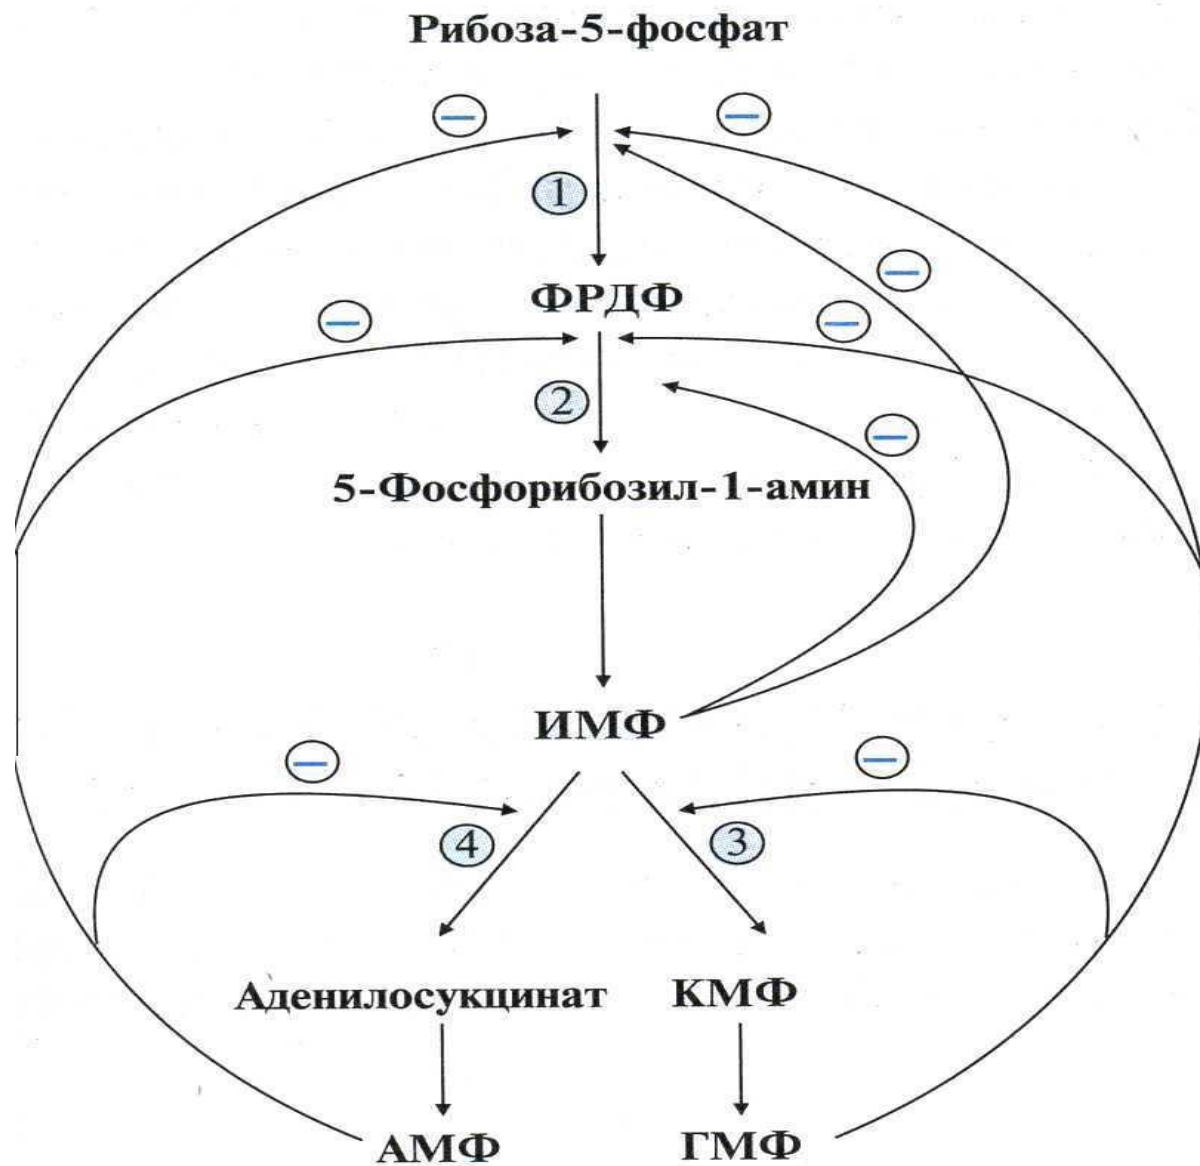 Рибоза-5-фосфат
—
—
1
—
ФРДФ
—
—
2
—
5-Фосфорибозил-1-амин
ИМФ
—
—
4
3
Аденилосукцинат
КМФ
АМФ
ГМФ